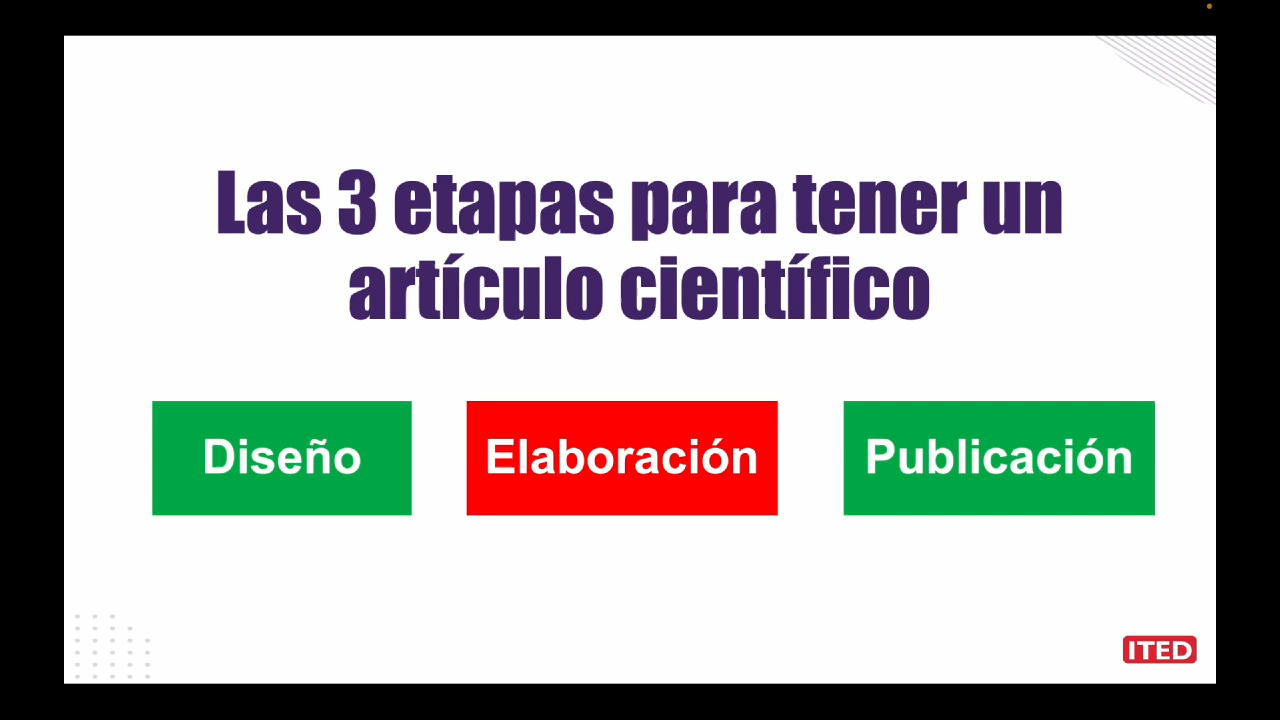 Las 3 etapas para tener un
artículo científico
Diseño
Elaboración
Publicación
ITED